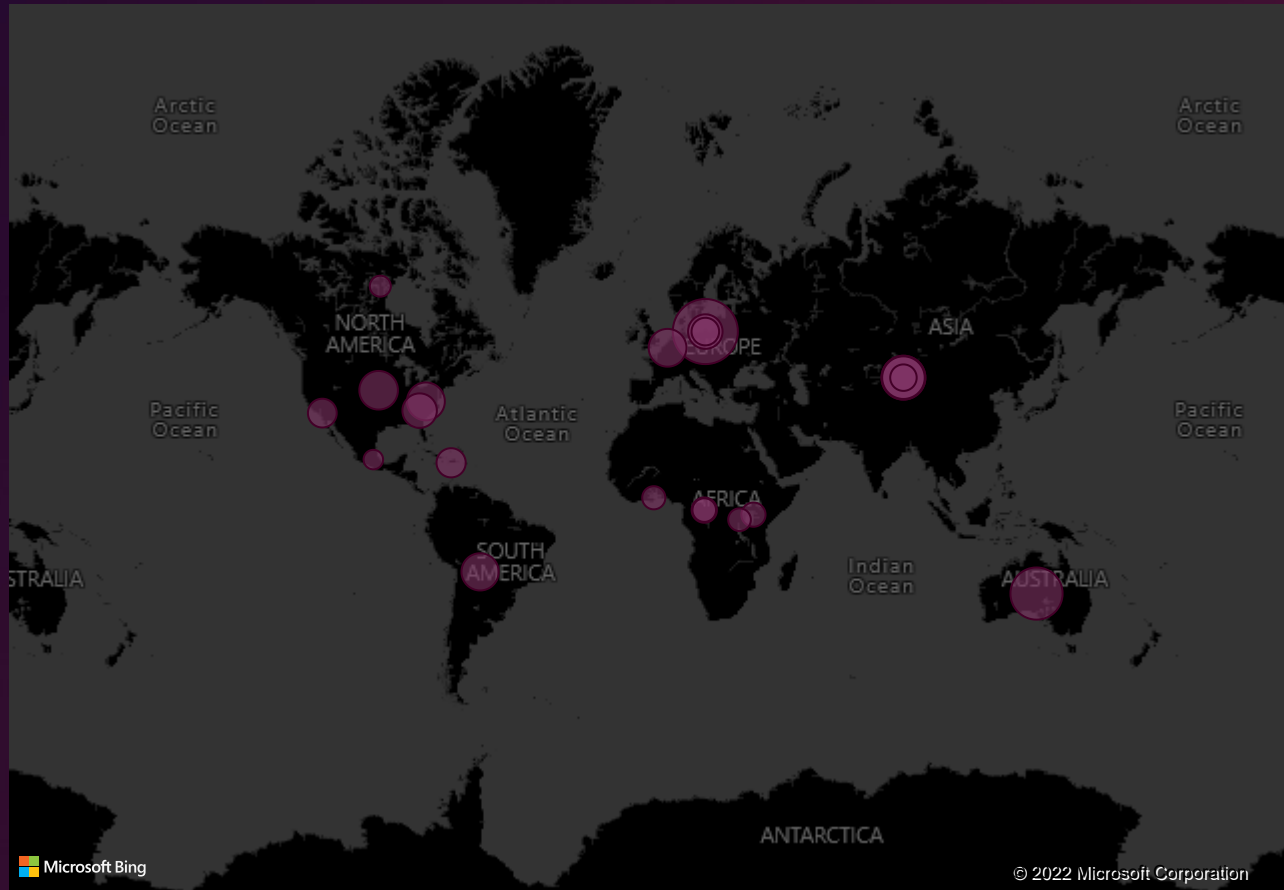 Arctic
Ocean
Arctic
Ocean
NORTH
AMERICA
ASIA
EUROPE
Pacific
Ocean
Atlantic
Ocean
Pacific
Ocean
AFRICA
SOUTH
AMERICA
Indian
Ocean
STRALIA
AUSTRALIA
ANTARCTICA
Microsoft Bing
© 2022 Microsoft Corporation